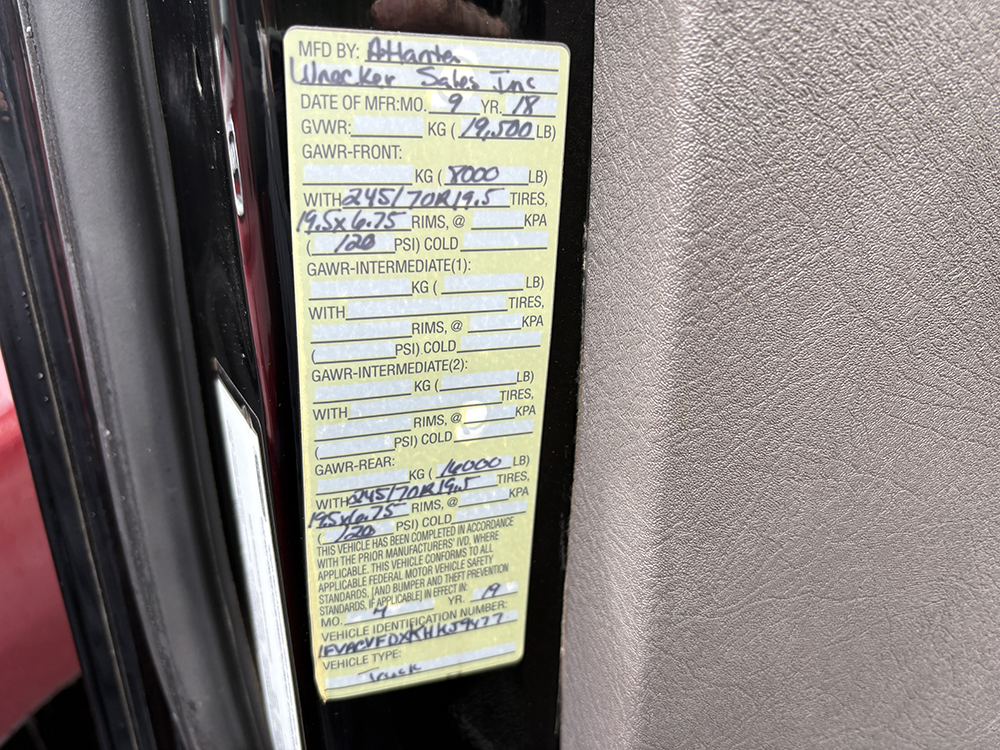 MFD BY: Atlanta
Wrecker Sales Inc
DATE OF MFR:MO. 9 YR. 18
GVWR: KG ( 19,500 LB)
GAWR-FRONT:
KG ( 8000 LB)
WITH 245/70R19.5 TIRES,
19.5x6.75 RIMS, @ KPA
( 120 PSI) COLD
GAWR-INTERMEDIATE(1):
KG ( LB)
WITH TIRES,
RIMS, @ KPA
( PSI) COLD
GAWR-INTERMEDIATE(2):
KG ( LB)
WITH TIRES,
RIMS, @ KPA
( PSI) COLD
GAWR-REAR:
KG ( LB)
WITH 245/70R19.5 TIRES,
19.5x6.75 RIMS, @ KPA
( 120 PSI) COLD
THIS VEHICLE HAS BEEN COMPLETED IN ACCORDANCE
WITH THE PRIOR MANUFACTURERS' IVD, WHERE
APPLICABLE. THIS VEHICLE CONFORMS TO ALL
APPLICABLE FEDERAL MOTOR VEHICLE SAFETY
STANDARDS, [AND BUMPER AND THEFT PREVENTION
STANDARDS, IF APPLICABLE] IN EFFECT IN:
MO. YR. 19
VEHICLE IDENTIFICATION NUMBER:
VEHICLE TYPE:
Truck